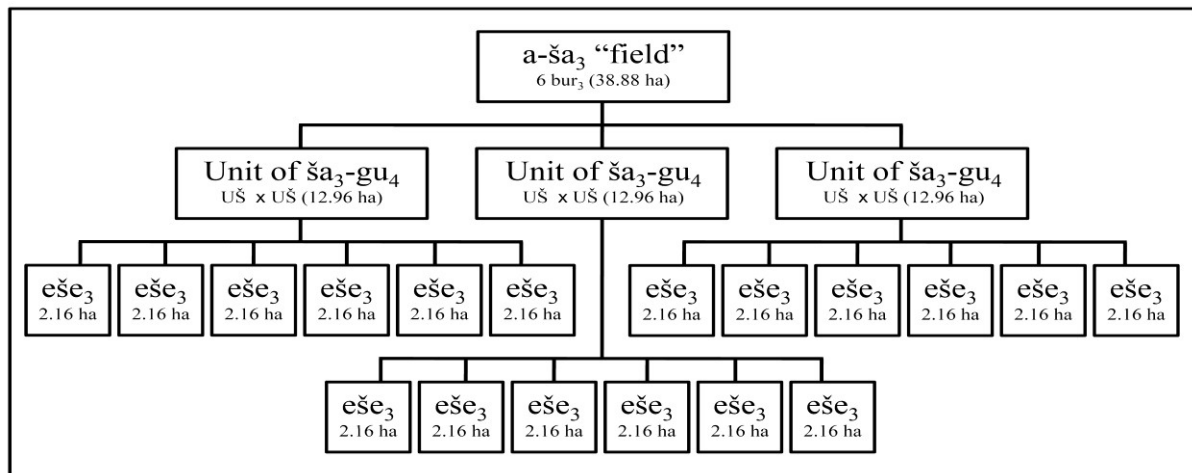 a-ša₃ “field”
6 bur₃ (38.88 ha)
Unit of ša₃-gu₄
UŠ x UŠ (12.96 ha)
Unit of ša₃-gu₄
UŠ x UŠ (12.96 ha)
Unit of ša₃-gu₄
UŠ x UŠ (12.96 ha)
eše₃
2.16 ha
eše₃
2.16 ha
eše₃
2.16 ha
eše₃
2.16 ha
eše₃
2.16 ha
eše₃
2.16 ha
eše₃
2.16 ha
eše₃
2.16 ha
eše₃
2.16 ha
eše₃
2.16 ha
eše₃
2.16 ha
eše₃
2.16 ha
eše₃
2.16 ha
eše₃
2.16 ha
eše₃
2.16 ha
eše₃
2.16 ha
eše₃
2.16 ha
eše₃
2.16 ha